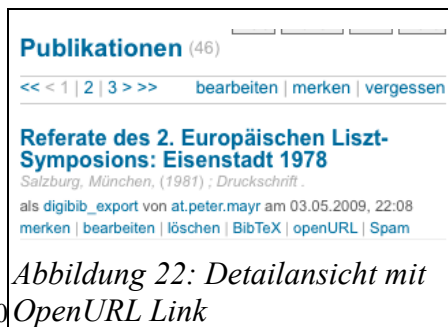 Publikationen (46)
<< < 1 | 2 | 3 > >> bearbeiten | merken | vergessen
Referate des 2. Europäischen Liszt-
Symposions: Eisenstadt 1978
Salzburg, München, (1981) ; Druckschrift .
als digibib_export von at.peter.mayr am 03.05.2009, 22:08
merken | bearbeiten | löschen | BibTeX | openURL | Spam
Abbildung 22: Detailansicht mit
OpenURL Link